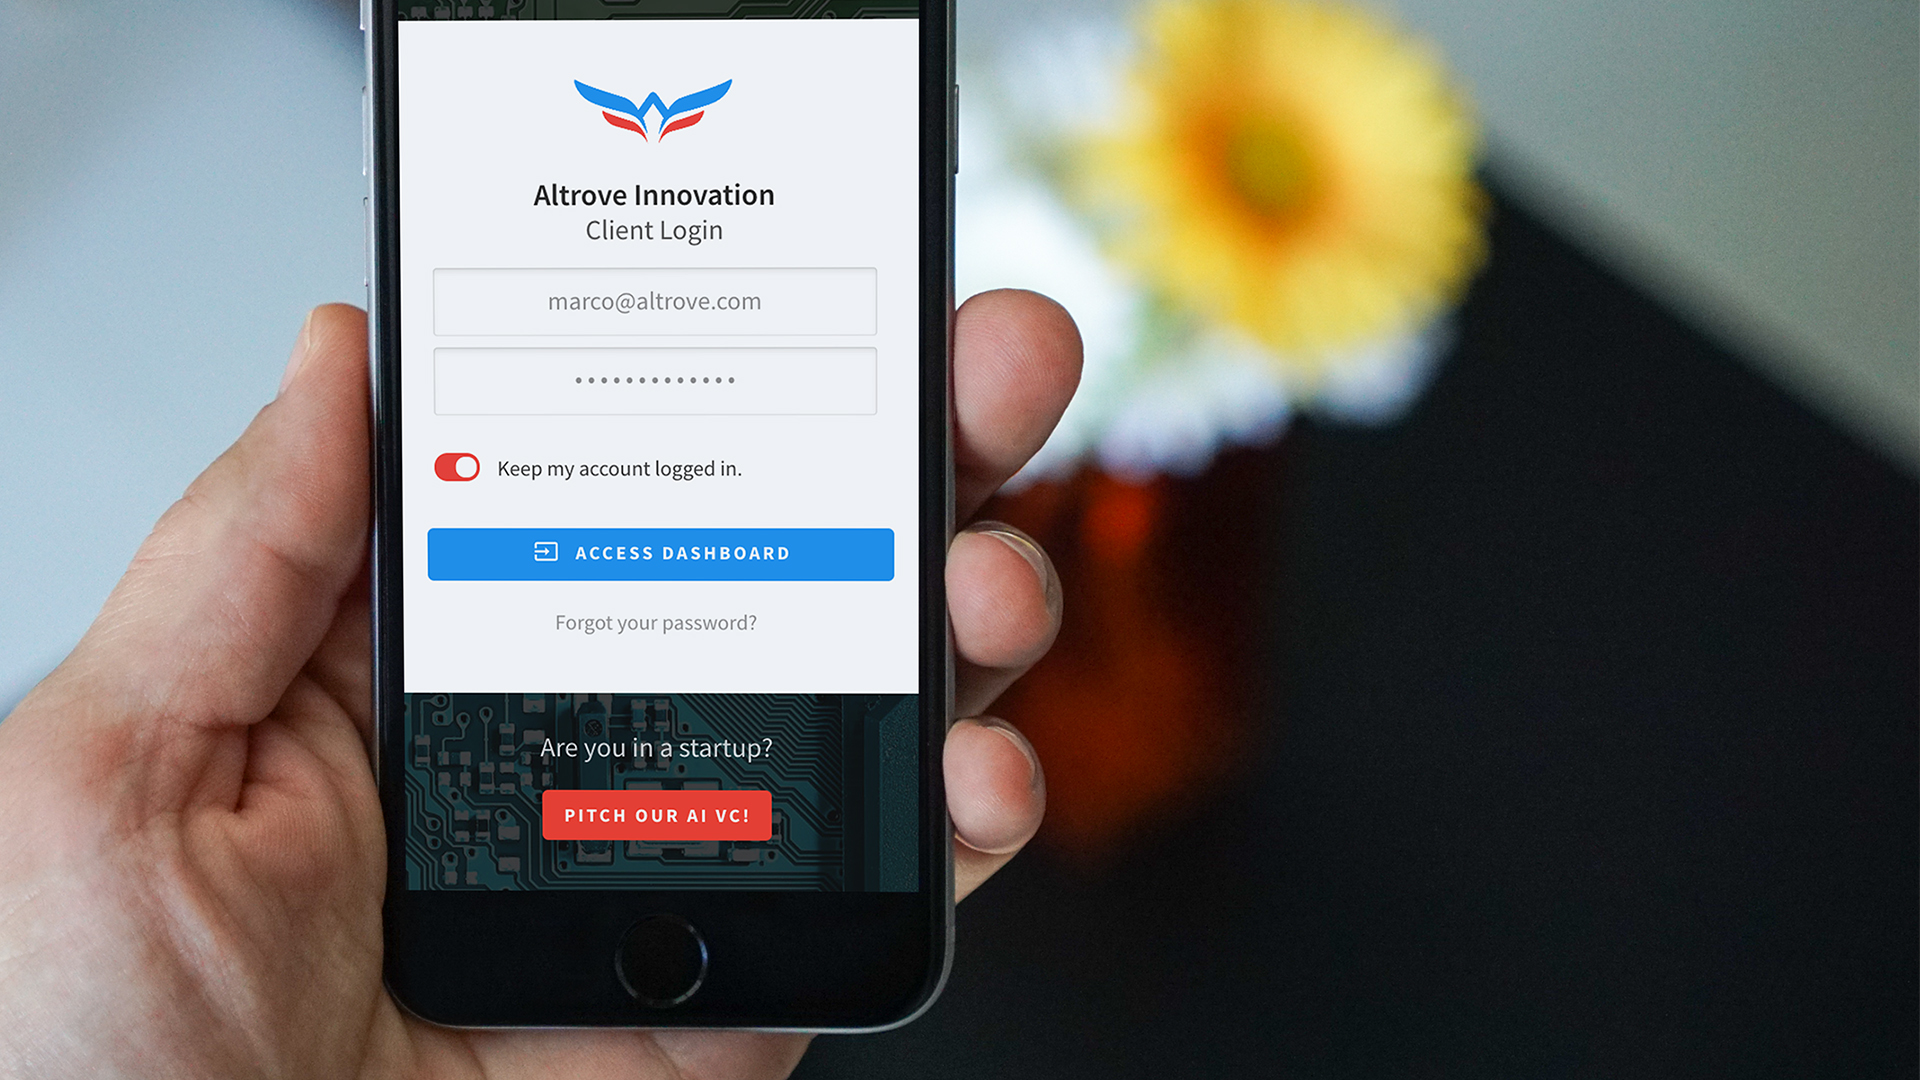 Altrove Innovation
Client Login
marco@altrove.com
•••••••••••••
Keep my account logged in.
ACCESS DASHBOARD
Forgot your password?
Are you in a startup?
PITCH OUR AI VC!